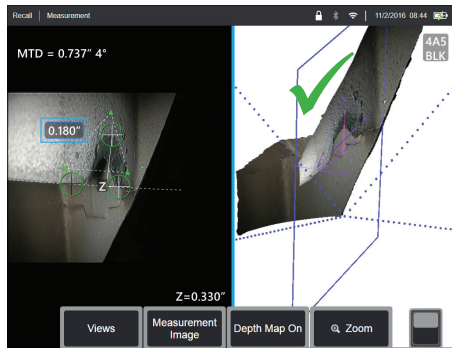 Recall | Measurement
11/2/2016 08:44
MTD = 0.737″ 4°
4A5
BLK
0.180″
Z
Z=0.330″
Views
Measurement
Image
Depth Map On
Zoom